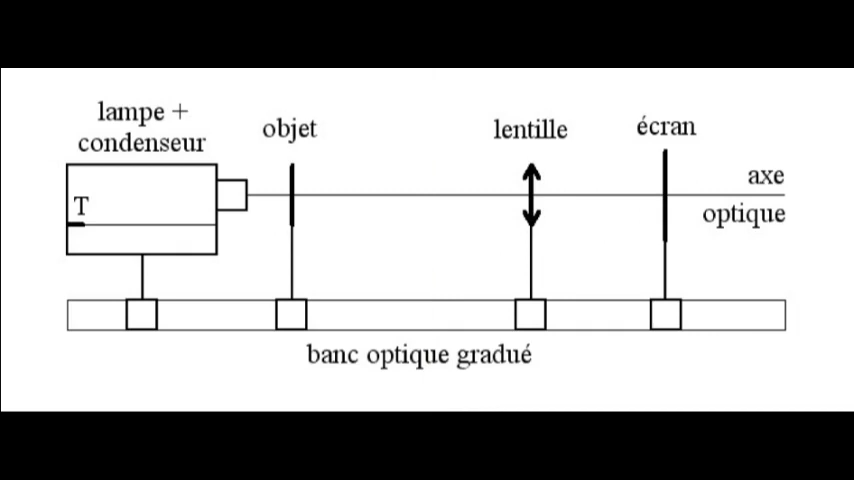 lampe +
condenseur
objet
lentille
écran
axe
optique
T
banc optique gradué